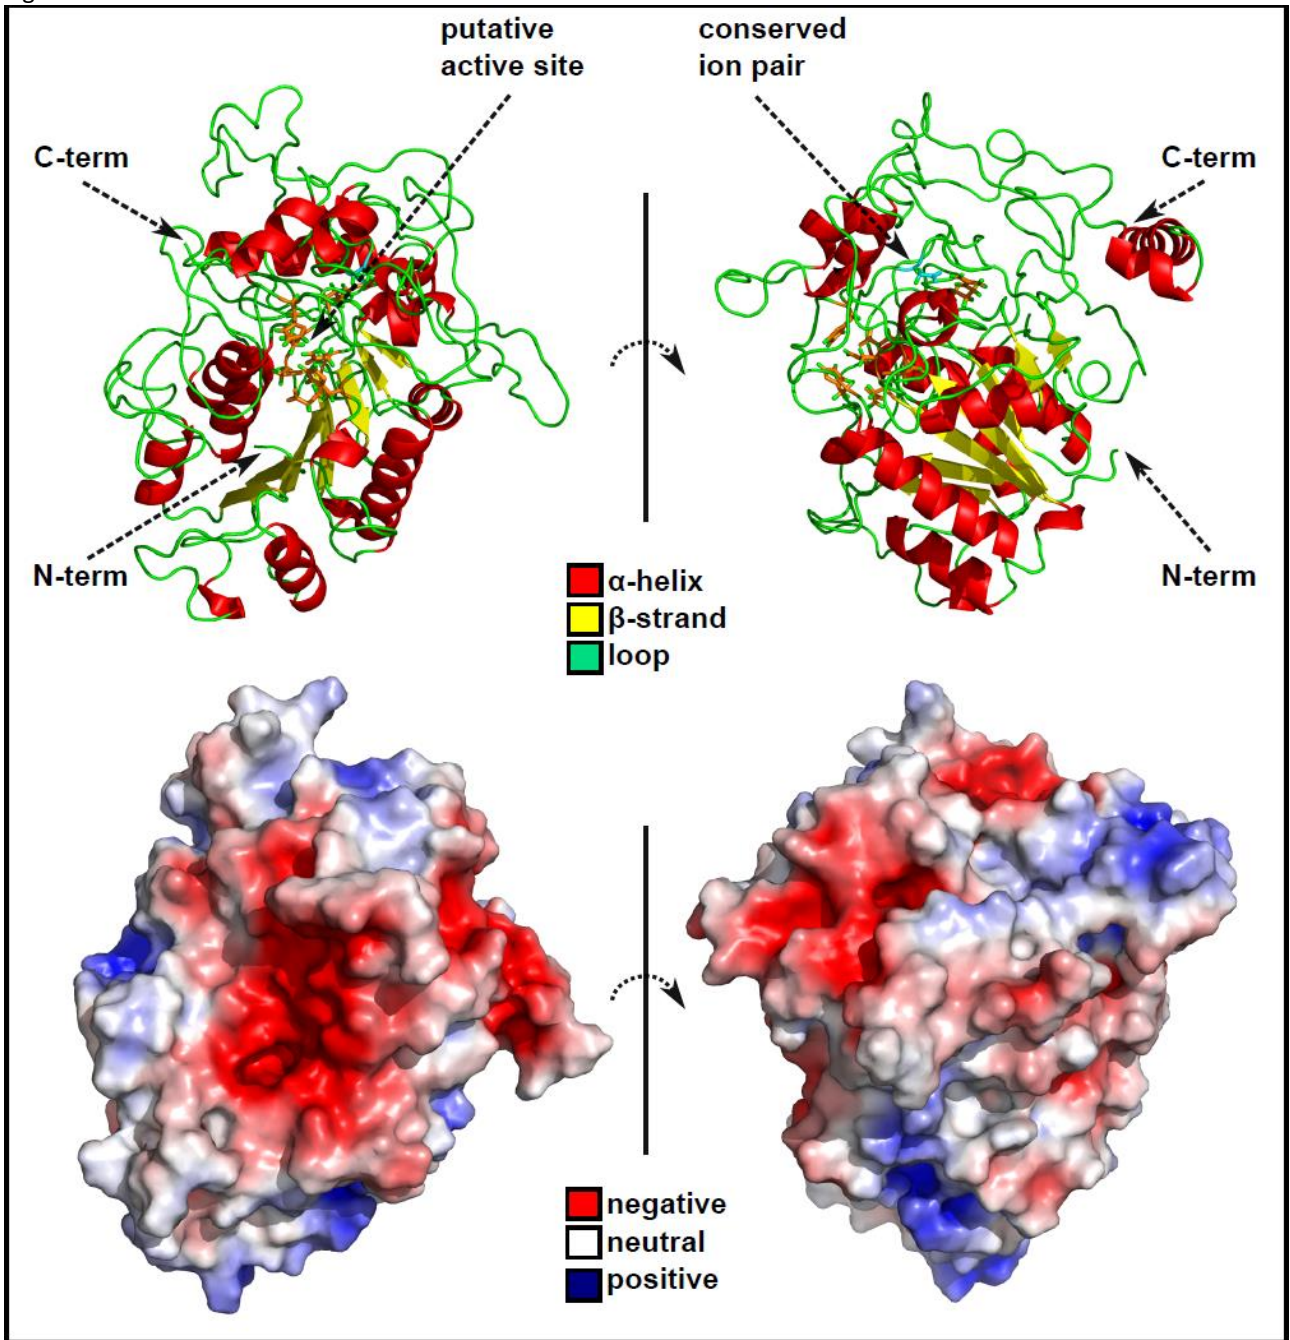 putative
active site
conserved
ion pair
C-term
C-term
N-term
N-term
α-helix
β-strand
loop
negative
neutral
positive